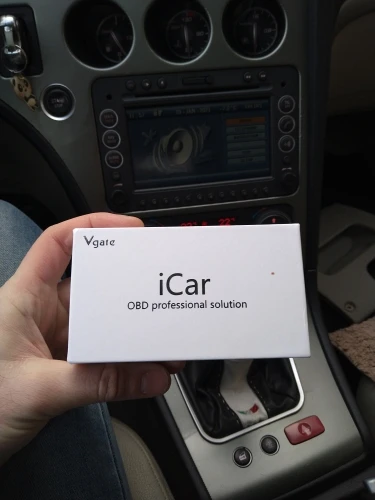 Vgate
iCar
OBD professional solution